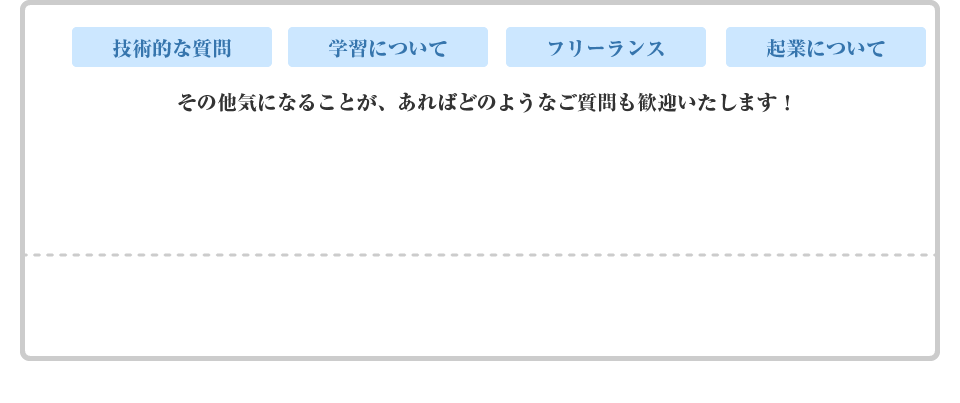 技術的な質問 学習について フリーランス 起業について
その他気になることが、あればどのようなご質問も歓迎いたします！